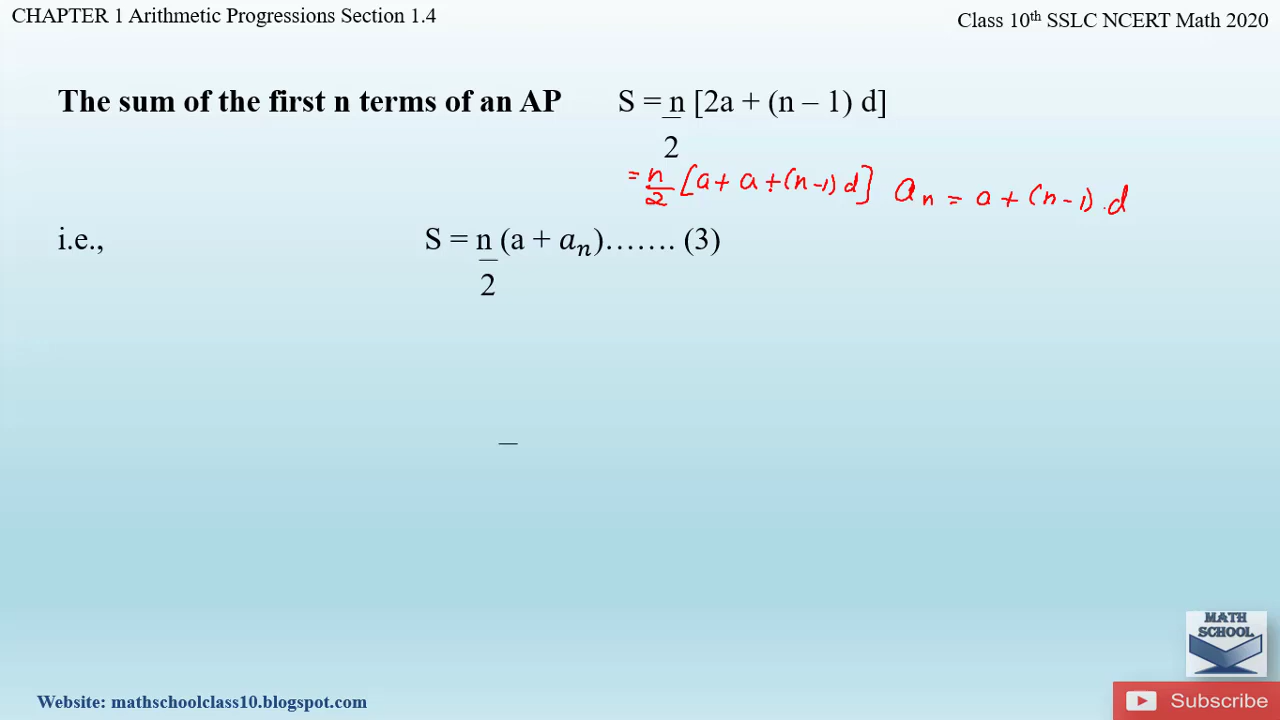 CHAPTER 1 Arithmetic Progressions Section 1.4
Class 10th SSLC NCERT Math 2020
The sum of the first n terms of an AP S = n [2a + (n – 1) d]
2
= n/2 [a + a + (n-1) d] an = a + (n-1) . d
i.e., S = n (a + an)……. (3)
2
–
MATH
SCHOOL
Website: mathschoolclass10.blogspot.com
Subscribe